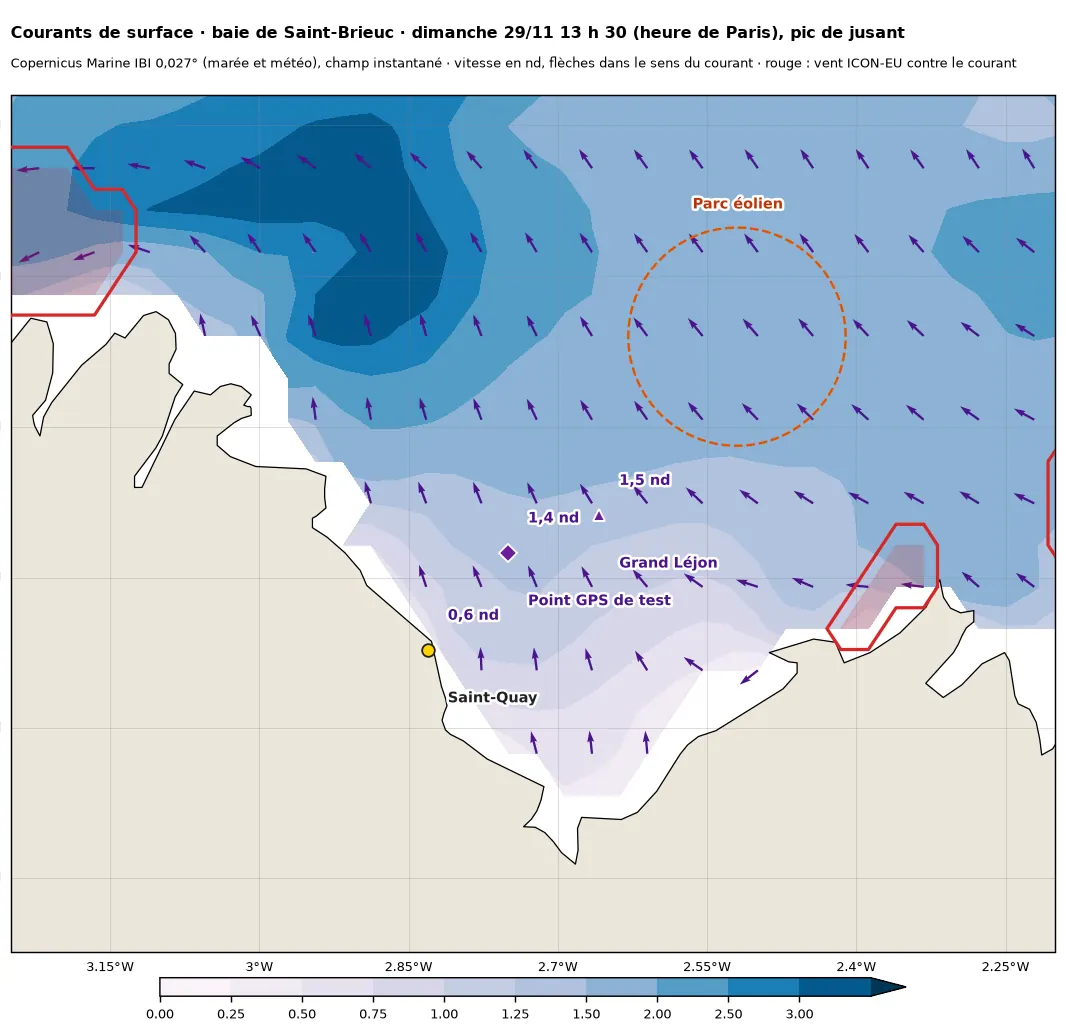 Courants de surface · baie de Saint-Brieuc · dimanche 29/11 13 h 30 (heure de Paris), pic de jusant
Copernicus Marine IBI 0,027° (marée et météo), champ instantané · vitesse en nd, flèches dans le sens du courant · rouge : vent ICON-EU contre le courant
Parc éolien
1,5 nd
1,4 nd
Grand Léjon
Point GPS de test
0,6 nd
Saint-Quay
3.15°W 3°W 2.85°W 2.7°W 2.55°W 2.4°W 2.25°W
0.00 0.25 0.50 0.75 1.00 1.25 1.50 2.00 2.50 3.00